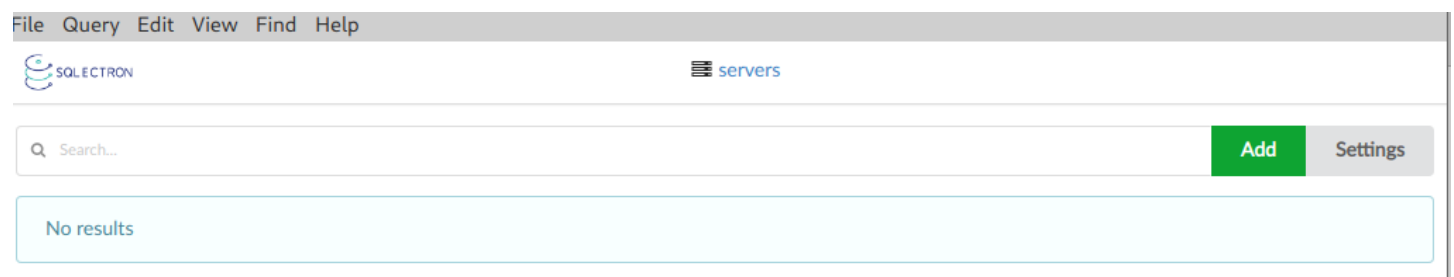 File Query Edit View Find Help
SQLECTRON servers
Search... Add Settings
No results